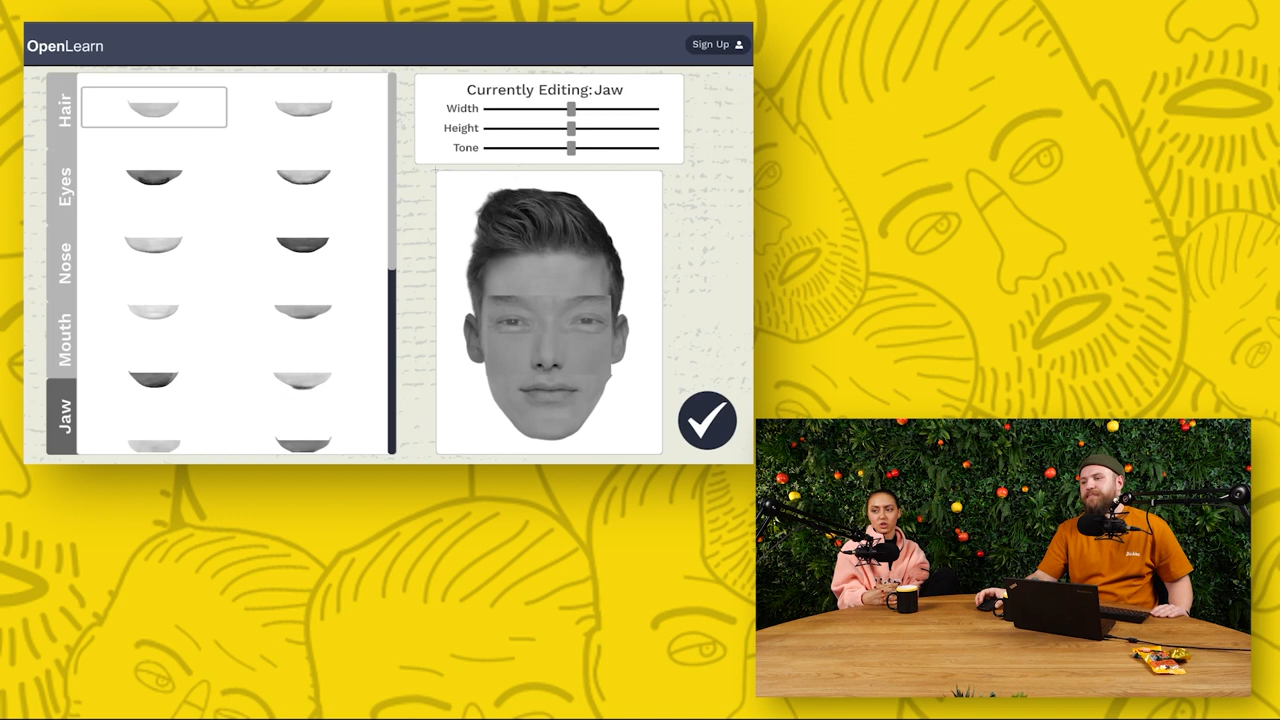 OpenLearn
Sign Up
Hair
Eyes
Nose
Mouth
Jaw
Currently Editing:Jaw
Width
Height
Tone